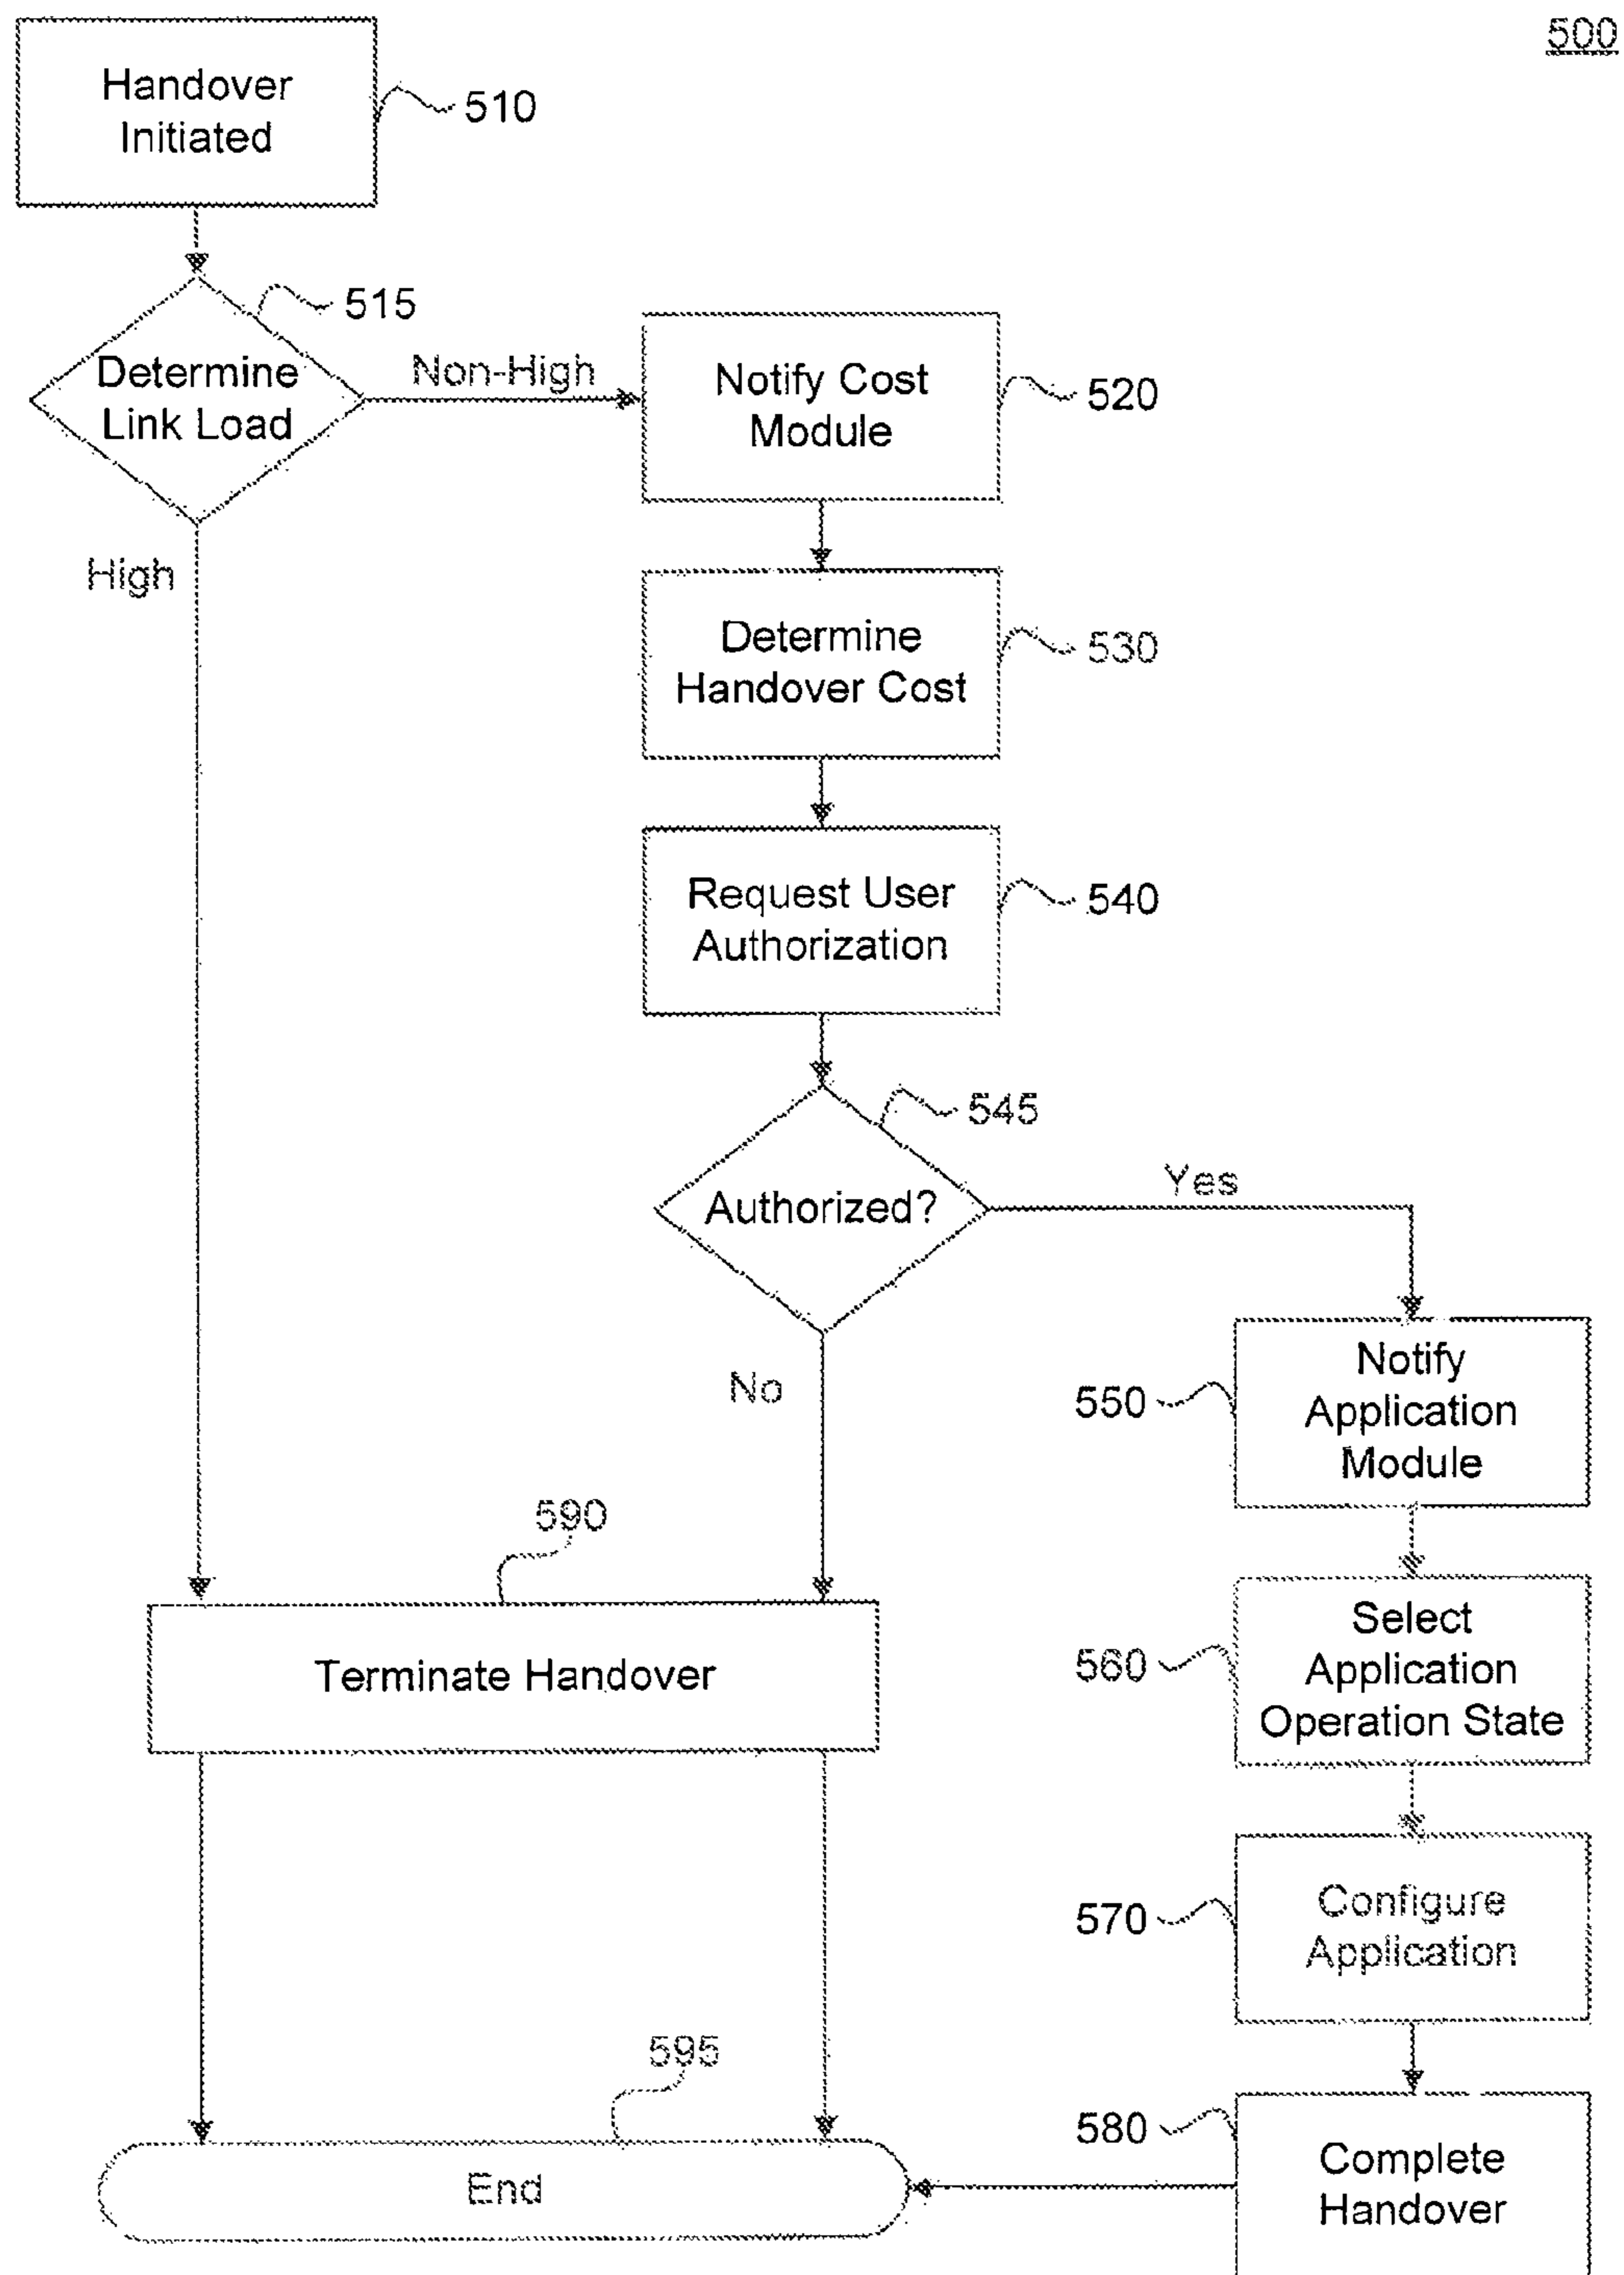 500
Handover
Initiated
510
515
Determine
Link Load
Non-High
High
Notify Cost
Module
520
Determine
Handover Cost
530
Request User
Authorization
540
545
Authorized?
Yes
No
Notify
Application
Module
550
Select
Application
Operation State
560
Configure
Application
570
Complete
Handover
580
590
Terminate Handover
595
End